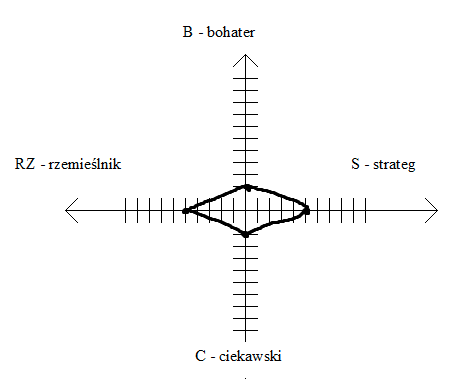 B - bohater
RZ - rzemieślnik
S - strateg
C - ciekawski